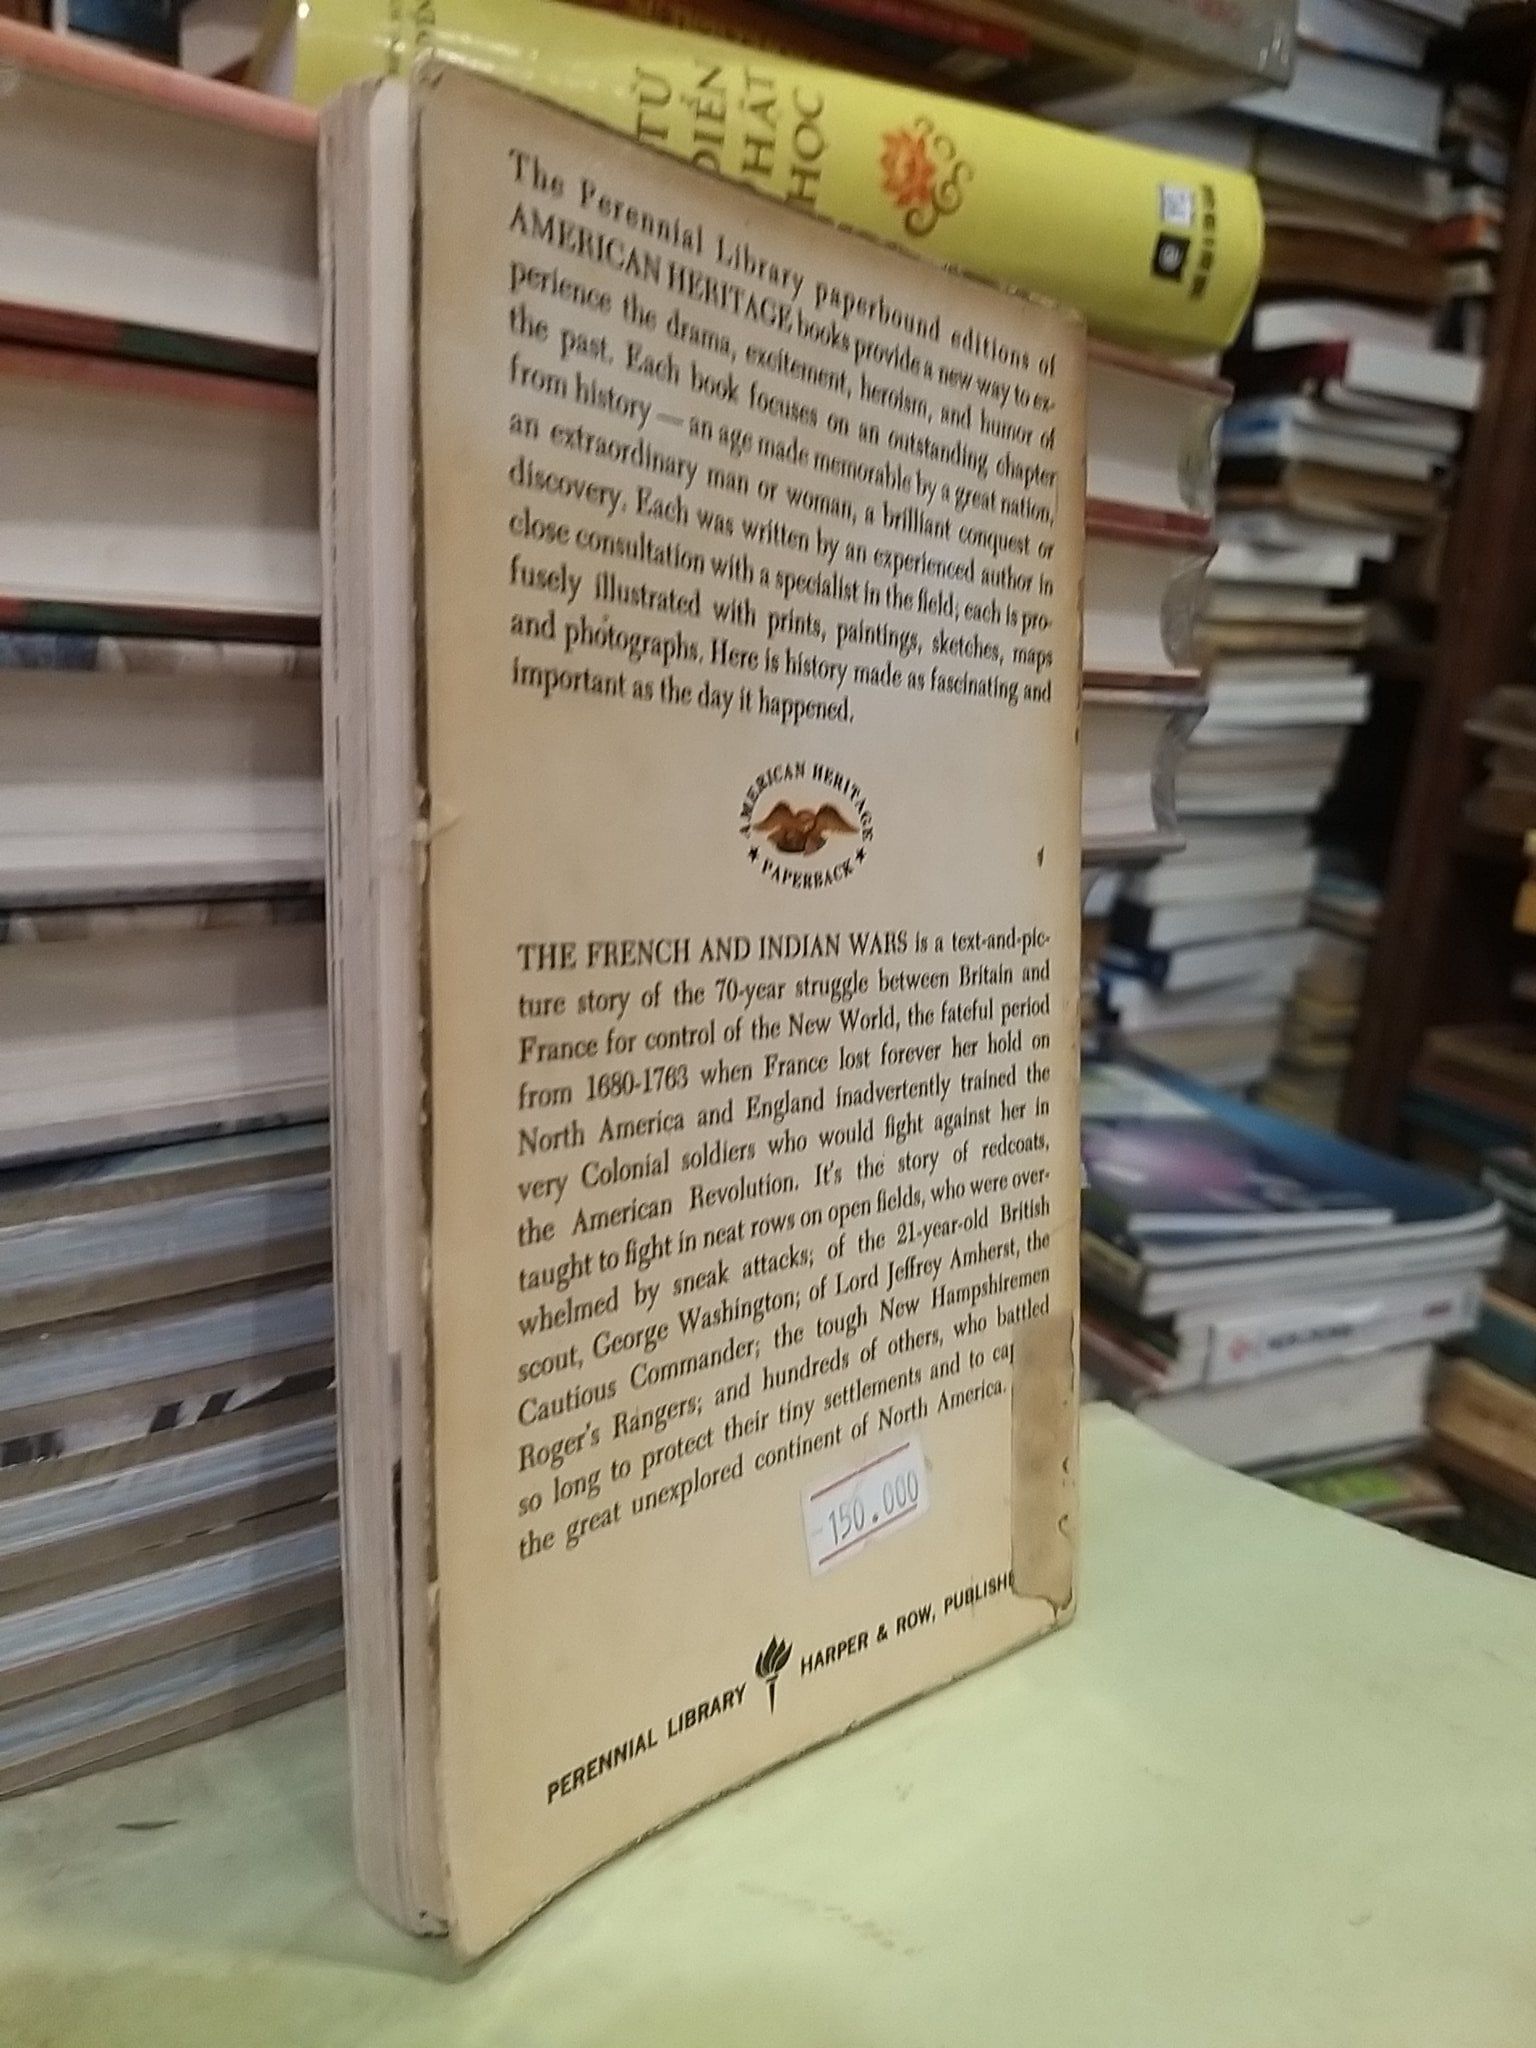 TỪ
ĐIỂN
PHẬT
HỌC
The Perennial Library paperbound editions of
AMERICAN HERITAGE books provide a new way to ex-
perience the drama, excitement, heroism, and humor of
the past. Each book focuses on an outstanding chapter
from history — an age made memorable by a great nation,
an extraordinary man or woman, a brilliant conquest or
discovery. Each was written by an experienced author in
close consultation with a specialist in the field; each is pro-
fusely illustrated with prints, paintings, sketches, maps
and photographs. Here is history made as fascinating and
important as the day it happened.
AMERICAN HERITAGE
★ PAPERBACK ★
THE FRENCH AND INDIAN WARS is a text-and-pic-
ture story of the 70-year struggle between Britain and
France for control of the New World, the fateful period
from 1680-1763 when France lost forever her hold on
North America and England inadvertently trained the
very Colonial soldiers who would fight against her in
the American Revolution. It's the story of redcoats,
taught to fight in neat rows on open fields, who were over-
whelmed by sneak attacks; of the 21-year-old British
scout, George Washington; of Lord Jeffrey Amherst, the
Cautious Commander; the tough New Hampshiremen
Roger's Rangers; and hundreds of others, who battled
so long to protect their tiny settlements and to cap
the great unexplored continent of North America.
150.000
PERENNIAL LIBRARY HARPER & ROW, PUBLISHE